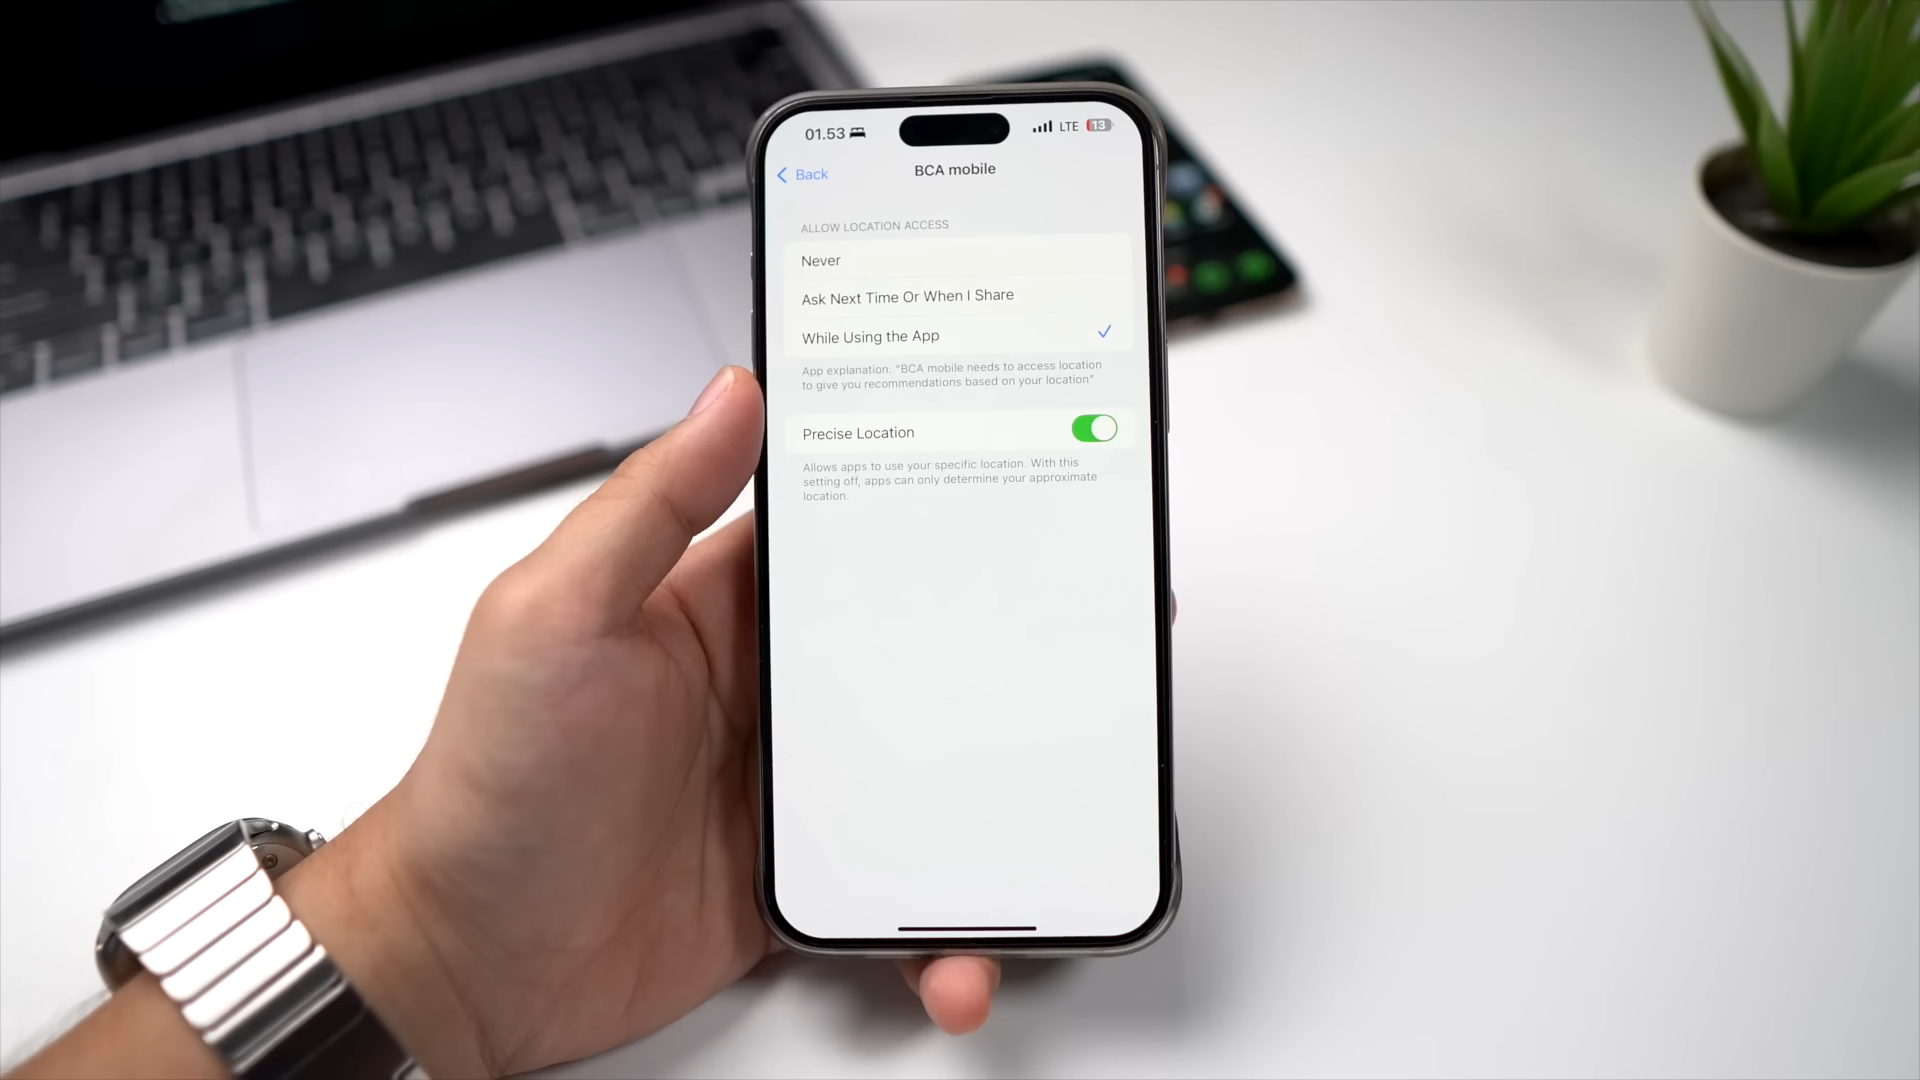 01.53
LTE 13
Back
BCA mobile
ALLOW LOCATION ACCESS
Never
Ask Next Time Or When I Share
While Using the App
App explanation: “BCA mobile needs to access location
to give you recommendations based on your location”
Precise Location
Allows apps to use your specific location. With this
setting off, apps can only determine your approximate
location.